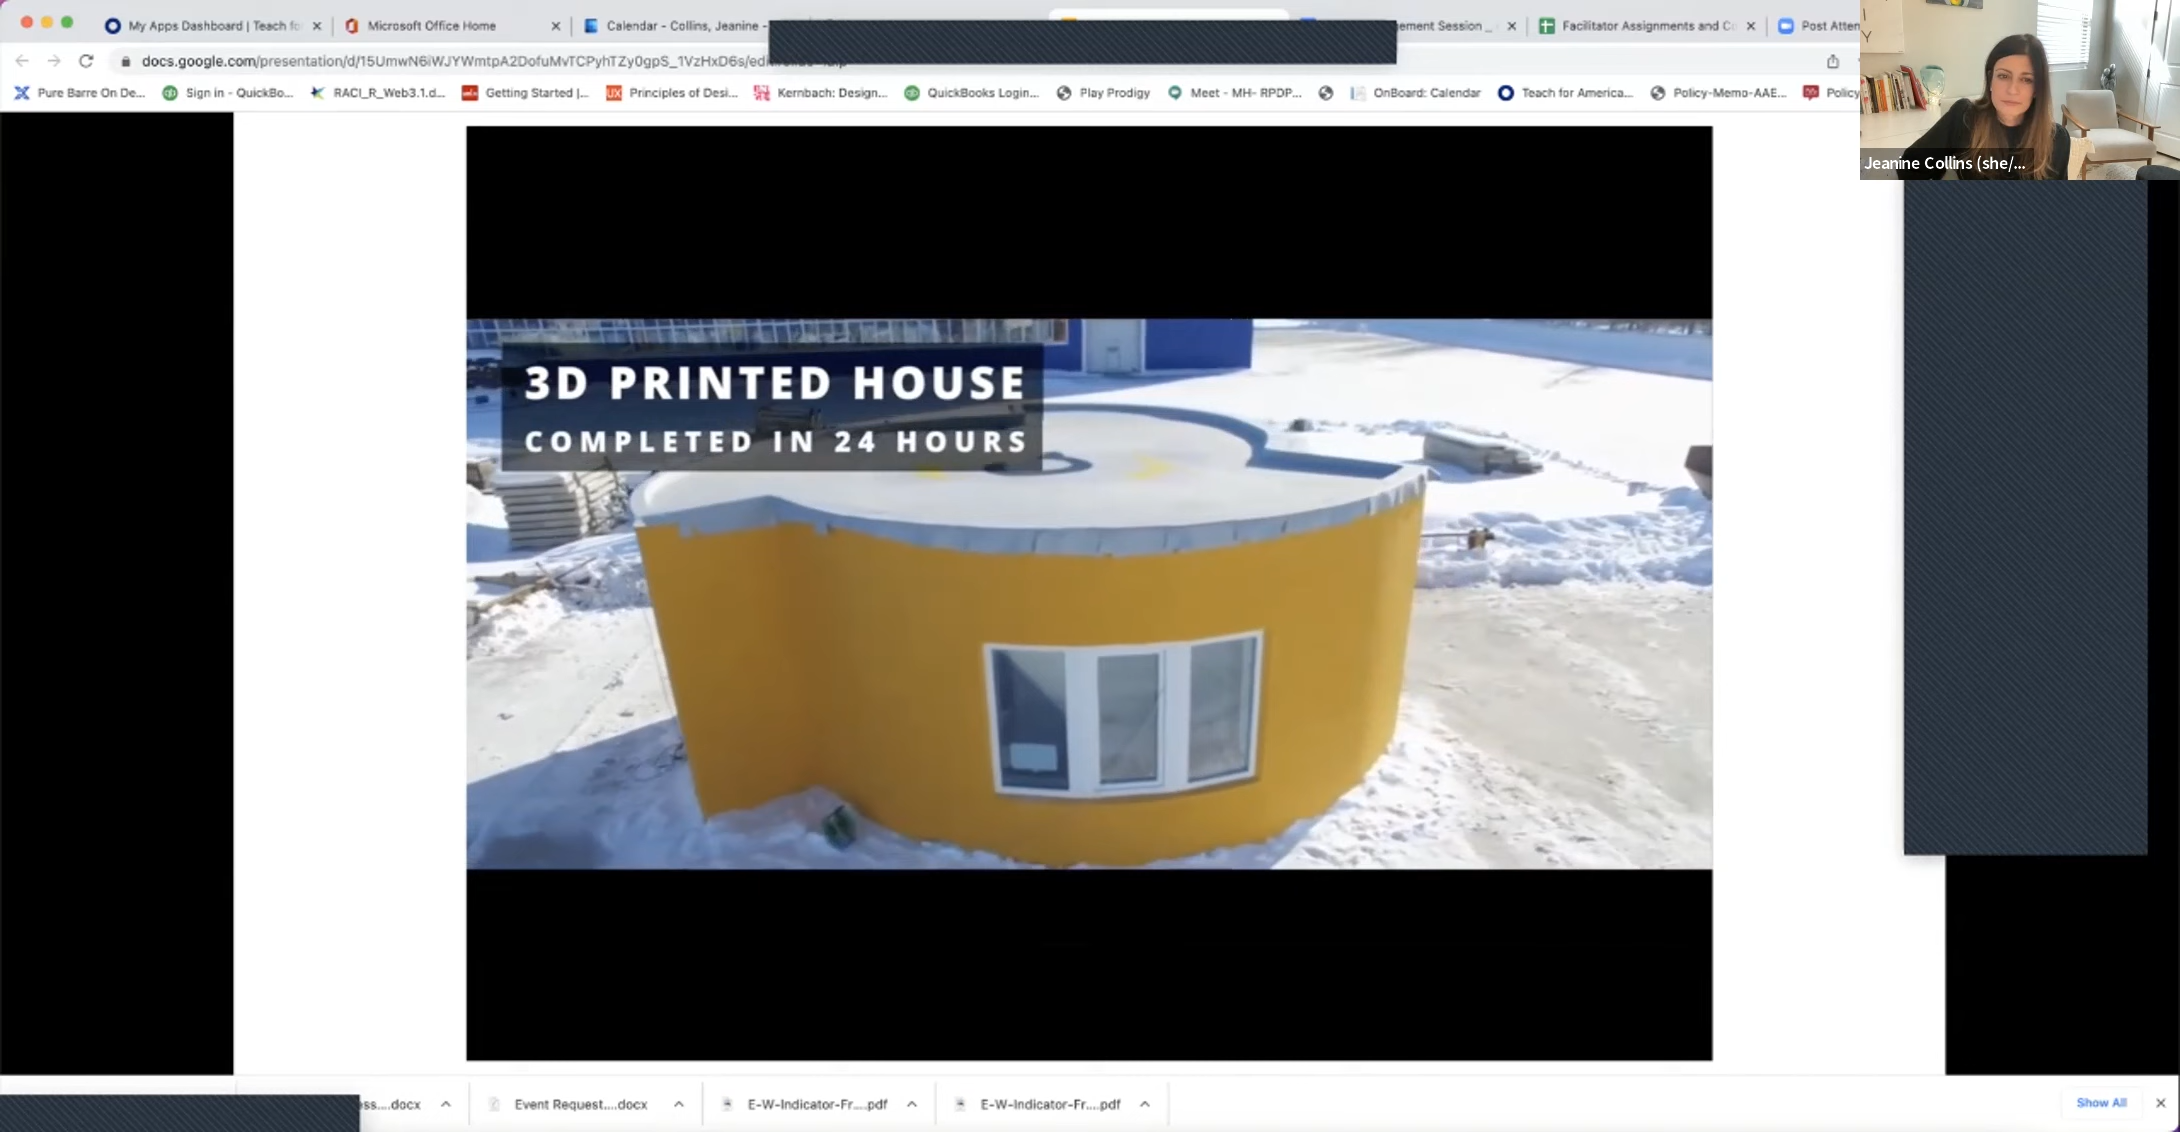 My Apps Dashboard | Teach fo
Microsoft Office Home
Calendar - Collins, Jeanine -
ement Session _
Facilitator Assignments and Co
Post Atten
docs.google.com/presentation/d/15UmwN6iWJYWmtpA2DofuMvTCPyhTZy0gpS_1VzHxD6s/edi
Pure Barre On De...
Sign in - QuickBo...
RACI_R_Web3.1.d...
Getting Started |...
UX
Principles of Desi...
Kernbach: Design...
QuickBooks Login...
Play Prodigy
Meet - MH- RPDP...
OnBoard: Calendar
Teach for America...
Policy-Memo-AAE...
Policy
I
Y
Jeanine Collins (she/...
3D PRINTED HOUSE
COMPLETED IN 24 HOURS
ss....docx
Event Request....docx
E-W-Indicator-Fr....pdf
E-W-Indicator-Fr....pdf
Show All